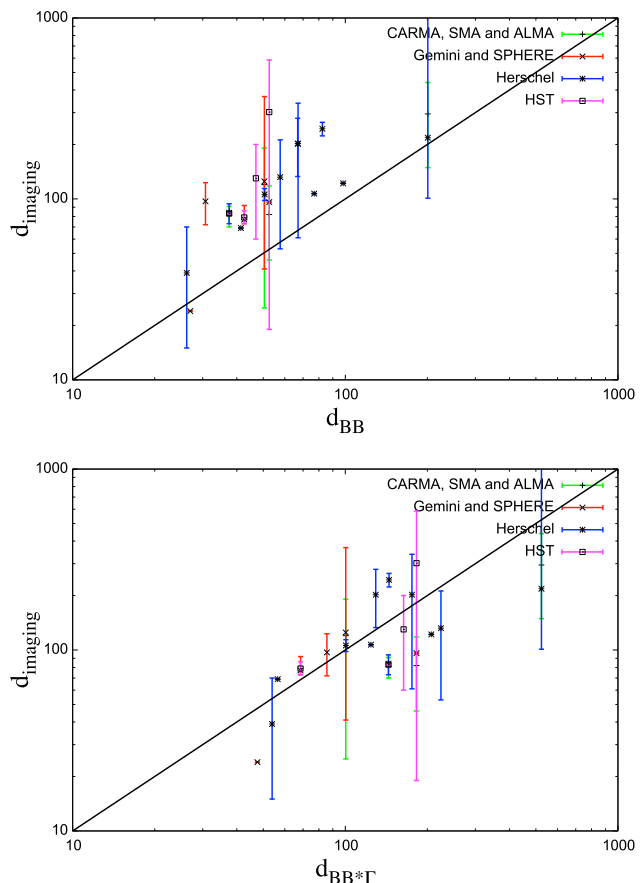 1000
CARMA, SMA and ALMA
Gemini and SPHERE
Herschel
HST
d_imaging
100
10
10
100
1000
d_BB
1000
CARMA, SMA and ALMA
Gemini and SPHERE
Herschel
HST
d_imaging
100
10
10
100
1000
d_BB*Γ